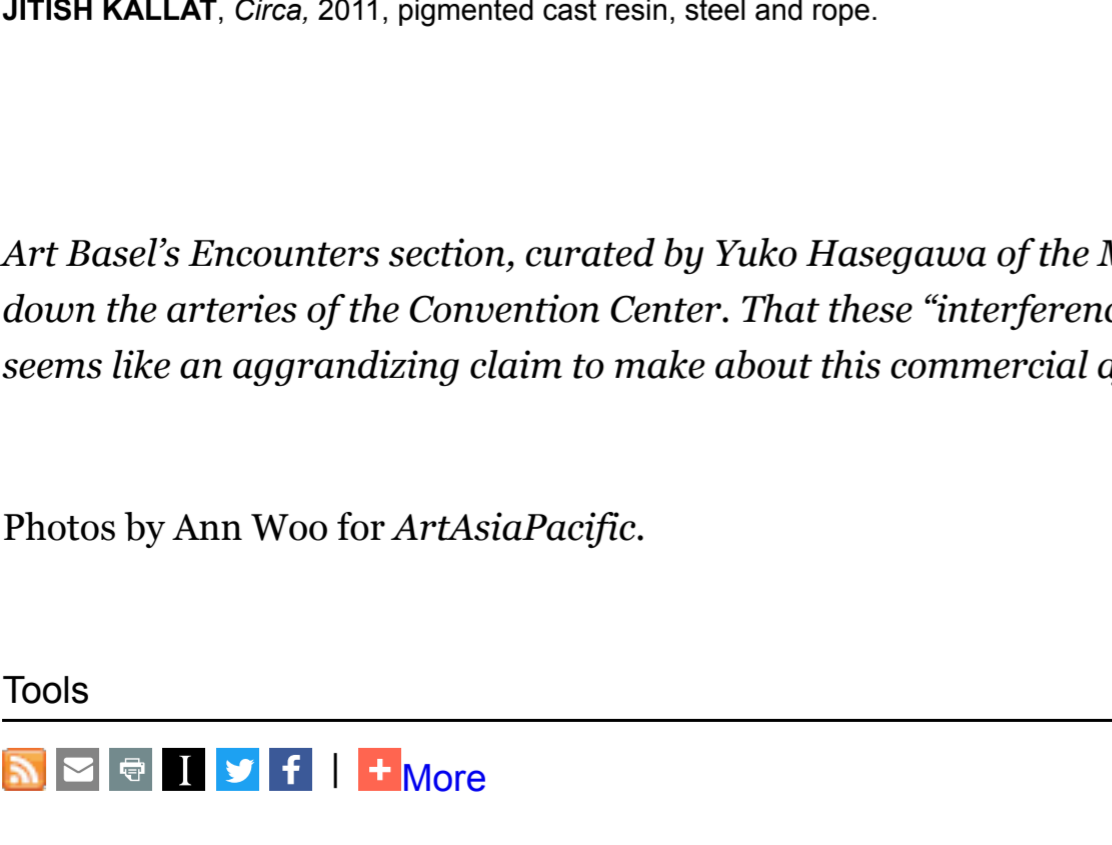 JITISH KALLAT, Circa, 2011, pigmented cast resin, steel and rope.
Art Basel’s Encounters section, curated by Yuko Hasegawa of the
down the arteries of the Convention Center. That these “interferenc
seems like an aggrandizing claim to make about this commercial
Photos by Ann Woo for ArtAsiaPacific.
Tools
| More